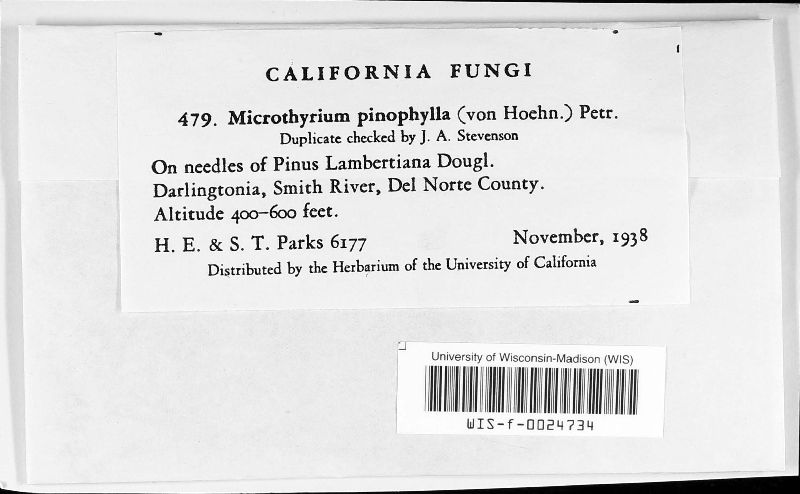 CALIFORNIA FUNGI
479. Microthyrium pinophylla (von Hoehn.) Petr.
Duplicate checked by J. A. Stevenson
On needles of Pinus Lambertiana Dougl.
Darlingtonia, Smith River, Del Norte County.
Altitude 400–600 feet.
H. E. & S. T. Parks 6177 November, 1938
Distributed by the Herbarium of the University of California
University of Wisconsin-Madison (WIS)
WIS-f-0024734